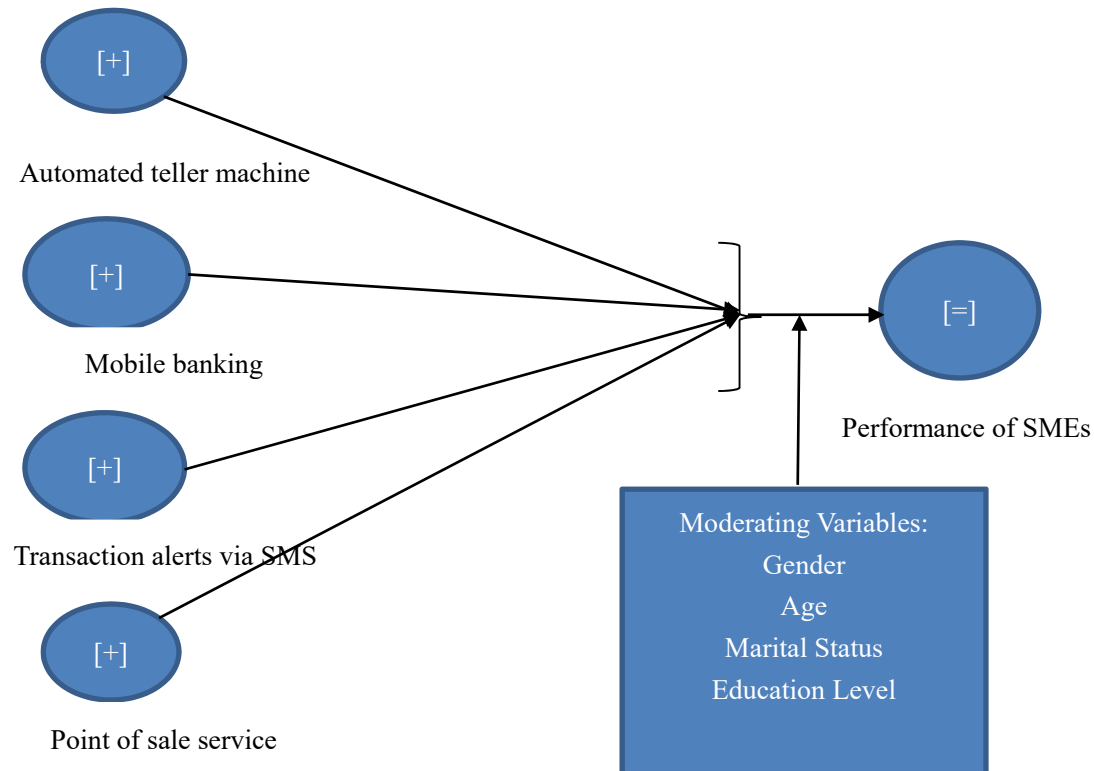 [+]
Automated teller machine
[+]
Mobile banking
[+]
Transaction alerts via SMS
[+]
Point of sale service
[=]
Performance of SMEs
Moderating Variables:
Gender
Age
Marital Status
Education Level